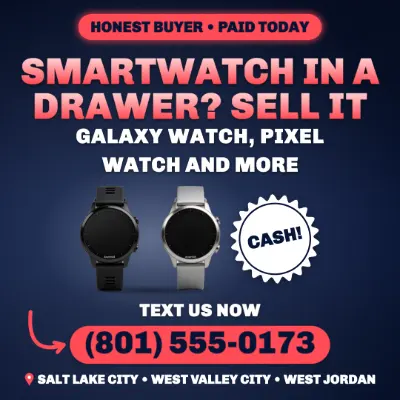 HONEST BUYER • PAID TODAY
SMARTWATCH IN A
DRAWER? SELL IT
GALAXY WATCH, PIXEL
WATCH AND MORE
CASH!
TEXT US NOW
(801) 555-0173
SALT LAKE CITY • WEST VALLEY CITY • WEST JORDAN